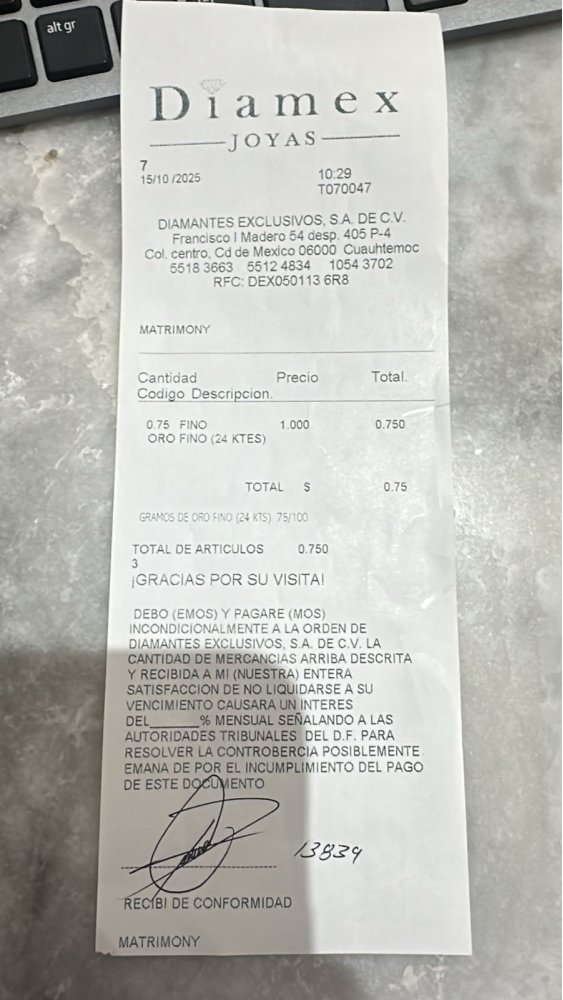 alt gr
Diamex
JOYAS
7
15/10 /2025 10:29
T070047
DIAMANTES EXCLUSIVOS, S.A. DE C.V.
Francisco I Madero 54 desp. 405 P-4
Col. centro, Cd de Mexico 06000 Cuauhtemoc
5518 3663 5512 4834 1054 3702
RFC: DEX050113 6R8
MATRIMONY
Cantidad Precio Total.
Codigo Descripcion.
0.75 FINO 1.000 0.750
ORO FINO (24 KTES)
TOTAL $ 0.75
GRAMOS DE ORO FINO (24 KTS) 75/100
TOTAL DE ARTICULOS 0.750
3
¡GRACIAS POR SU VISITA!
DEBO (EMOS) Y PAGARE (MOS)
INCONDICIONALMENTE A LA ORDEN DE
DIAMANTES EXCLUSIVOS, S.A. DE C.V. LA
CANTIDAD DE MERCANCIAS ARRIBA DESCRITA
Y RECIBIDA A MI (NUESTRA) ENTERA
SATISFACCION DE NO LIQUIDARSE A SU
VENCIMIENTO CAUSARA UN INTERES
DEL______% MENSUAL SEÑALANDO A LAS
AUTORIDADES TRIBUNALES DEL D.F. PARA
RESOLVER LA CONTROBERCIA POSIBLEMENTE
EMANA DE POR EL INCUMPLIMIENTO DEL PAGO
DE ESTE DOCUMENTO
13834
RECIBI DE CONFORMIDAD
MATRIMONY